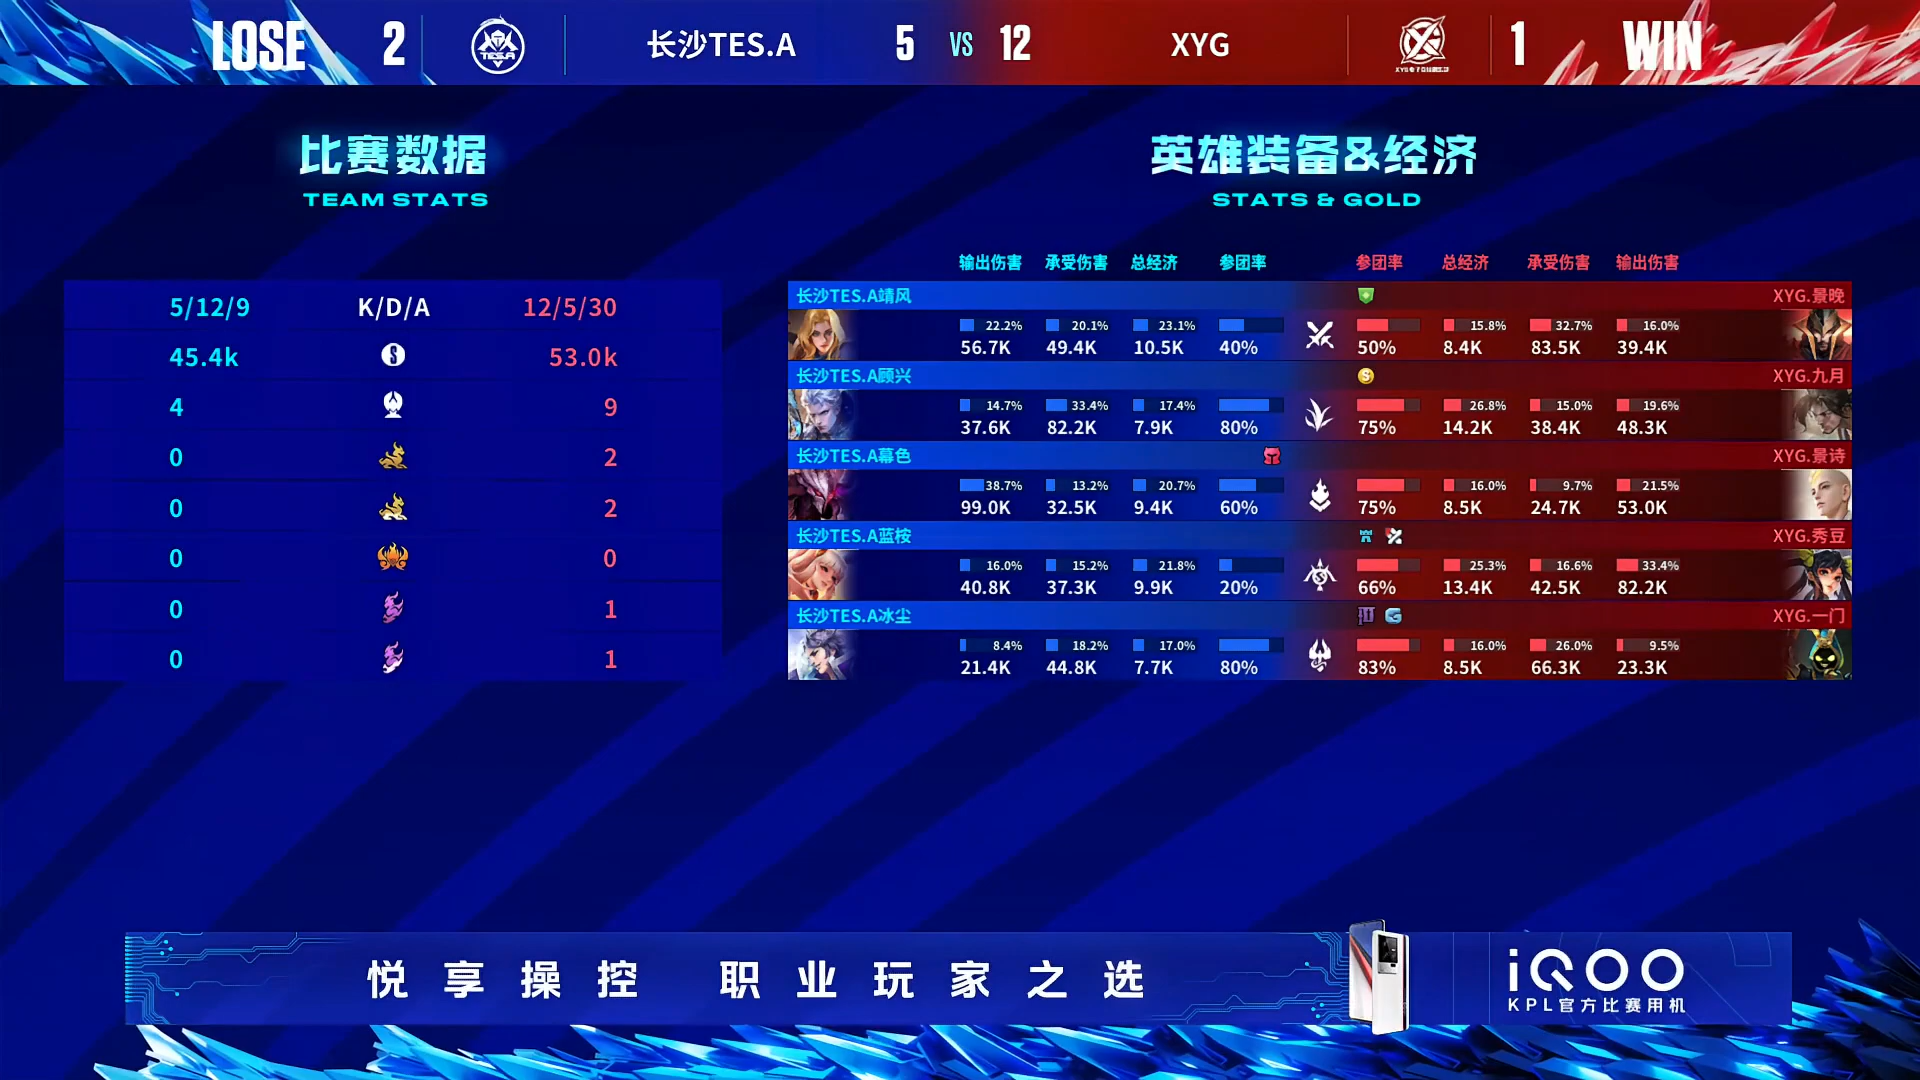 LOSE 2 TES.A 长沙TES.A 5 VS 12 XYG 1 WIN
比赛数据
TEAM STATS
5/12/9 K/D/A 12/5/30
45.4k 53.0k
4 9
0 2
0 2
0 0
0 1
0 1
英雄装备&经济
STATS & GOLD
输出伤害 承受伤害 总经济 参团率 参团率 总经济 承受伤害 输出伤害
长沙TES.A靖风 XYG.景晚
22.2% 20.1% 23.1% 15.8% 32.7% 16.0%
56.7K 49.4K 10.5K 40% 50% 8.4K 83.5K 39.4K
长沙TES.A顾兴 XYG.九月
14.7% 33.4% 17.4% 26.8% 15.0% 19.6%
37.6K 82.2K 7.9K 80% 75% 14.2K 38.4K 48.3K
长沙TES.A暮色 XYG.景诗
38.7% 13.2% 20.7% 16.0% 9.7% 21.5%
99.0K 32.5K 9.4K 60% 75% 8.5K 24.7K 53.0K
长沙TES.A蓝桉 XYG.秀豆
16.0% 15.2% 21.8% 25.3% 16.6% 33.4%
40.8K 37.3K 9.9K 20% 66% 13.4K 42.5K 82.2K
长沙TES.A冰尘 XYG.一门
8.4% 18.2% 17.0% 16.0% 26.0% 9.5%
21.4K 44.8K 7.7K 80% 83% 8.5K 66.3K 23.3K
悦享操控 职业玩家之选
iQOO
KPL官方比赛用机